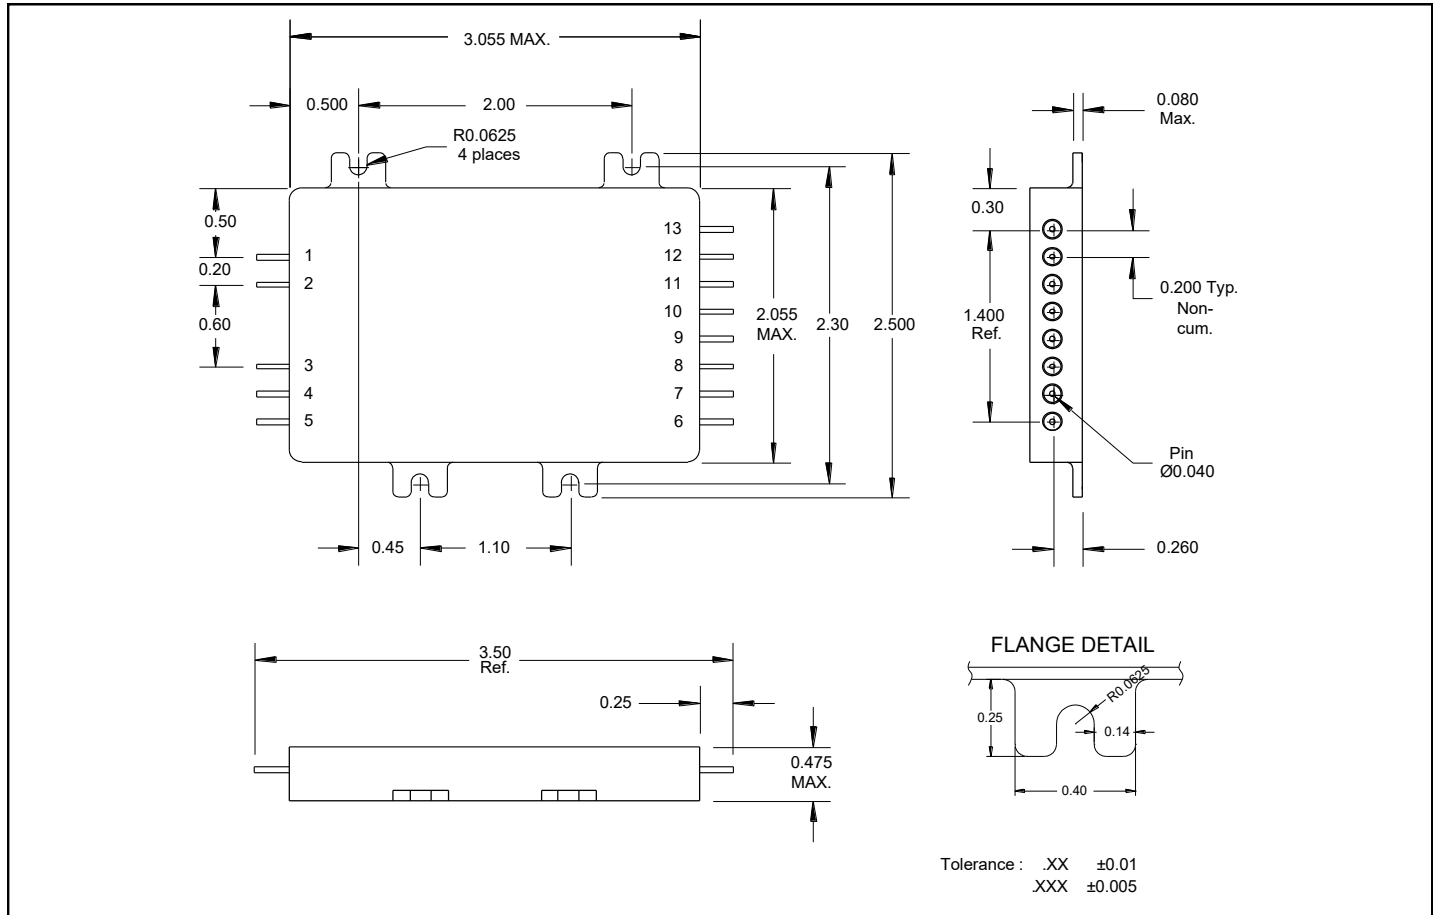 3.055 MAX.
0.500
2.00
0.080
Max.
R0.0625
4 places
0.50
0.30
13
1
12
0.20
2
11
0.200 Typ.
Non-
cum.
10
2.055
MAX.
2.30
2.500
1.400
Ref.
0.60
9
3
8
4
7
5
6
Pin
Ø0.040
0.45
1.10
0.260
3.50
Ref.
FLANGE DETAIL
0.25
R0.0625
0.25
0.14
0.475
MAX.
0.40
Tolerance : .XX ±0.01
.XXX ±0.005